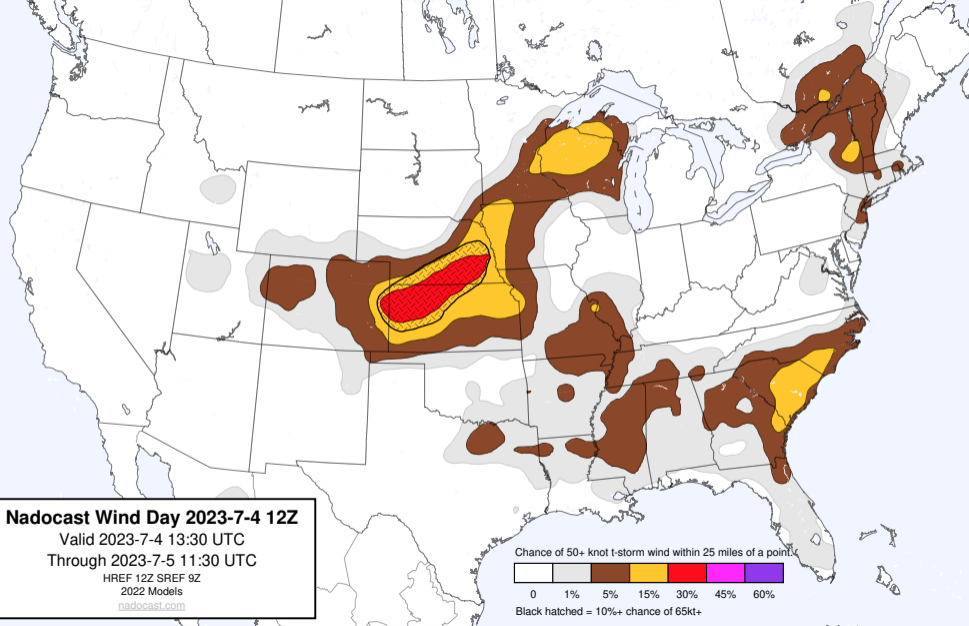 Nadocast Wind Day 2023-7-4 12Z
Valid 2023-7-4 13:30 UTC
Through 2023-7-5 11:30 UTC
HREF 12Z SREF 9Z
2022 Models
nadocast.com
Chance of 50+ knot t-storm wind within 25 miles of a point.
0 1% 5% 15% 30% 45% 60%
Black hatched = 10%+ chance of 65kt+